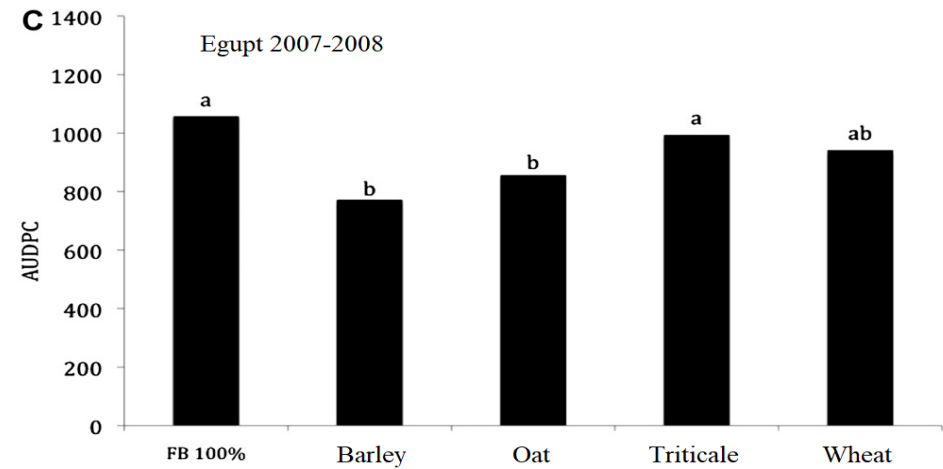 C
Egupt 2007-2008
1400
1200
1000
800
600
400
200
0
AUDPC
a
b
b
a
ab
FB 100%
Barley
Oat
Triticale
Wheat